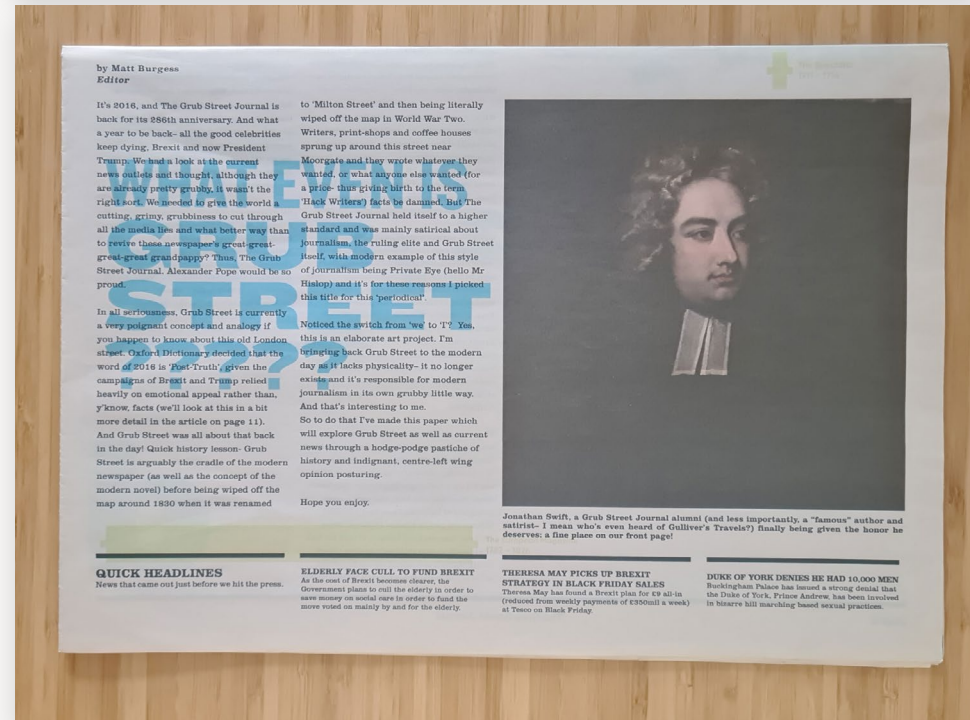 by Matt Burgess
Editor
WHAT EVEN IS
GRUB
STREET
?????
It's 2016, and The Grub Street Journal is
back for its 286th anniversary. And what
a year to be back– all the good celebrities
keep dying, Brexit and now President
Trump. We had a look at the current
news outlets and thought, although they
are already pretty grubby, it wasn't the
right sort. We needed to give the world a
cutting, grimy, grubbiness to cut through
all the media lies and what better way than
to revive these newspaper's great-great-
great-great grandpappy? Thus, The Grub
Street Journal. Alexander Pope would be so
proud.
In all seriousness, Grub Street is currently
a very poignant concept and analogy if
you happen to know about this old London
street. Oxford Dictionary decided that the
word of 2016 is 'Post-Truth', given the
campaigns of Brexit and Trump relied
heavily on emotional appeal rather than,
y'know, facts (we'll look at this in a bit
more detail in the article on page 11).
And Grub Street was all about that back
in the day! Quick history lesson- Grub
Street is arguably the cradle of the modern
newspaper (as well as the concept of the
modern novel) before being wiped off the
map around 1830 when it was renamed
to 'Milton Street' and then being literally
wiped off the map in World War Two.
Writers, print-shops and coffee houses
sprung up around this street near
Moorgate and they wrote whatever they
wanted, or what anyone else wanted (for
a price- thus giving birth to the term
'Hack Writers') facts be damned. But The
Grub Street Journal held itself to a higher
standard and was mainly satirical about
journalism, the ruling elite and Grub Street
itself, with modern example of this style
of journalism being Private Eye (hello Mr
Hislop) and it's for these reasons I picked
this title for this 'periodical'.
Noticed the switch from 'we' to 'I'? Yes,
this is an elaborate art project. I'm
bringing back Grub Street to the modern
day as it lacks physicality– it no longer
exists and it's responsible for modern
journalism in its own grubby little way.
And that's interesting to me.
So to do that I've made this paper which
will explore Grub Street as well as current
news through a hodge-podge pastiche of
history and indignant, centre-left wing
opinion posturing.
Hope you enjoy.
Jonathan Swift, a Grub Street Journal alumni (and less importantly, a "famous" author and
satirist– I mean who's even heard of Gulliver's Travels?) finally being given the honor he
deserves; a fine place on our front page!
QUICK HEADLINES
News that came out just before we hit the press.
ELDERLY FACE CULL TO FUND BREXIT
As the cost of Brexit becomes clearer, the
Government plans to cull the elderly in order to
save money on social care in order to fund the
move voted on mainly by and for the elderly.
THERESA MAY PICKS UP BREXIT
STRATEGY IN BLACK FRIDAY SALES
Theresa May has found a Brexit plan for £9 all-in
(reduced from weekly payments of £350mil a week)
at Tesco on Black Friday.
DUKE OF YORK DENIES HE HAD 10,000 MEN
Buckingham Palace has issued a strong denial that
the Duke of York, Prince Andrew, has been involved
in bizarre hill marching based sexual practices.